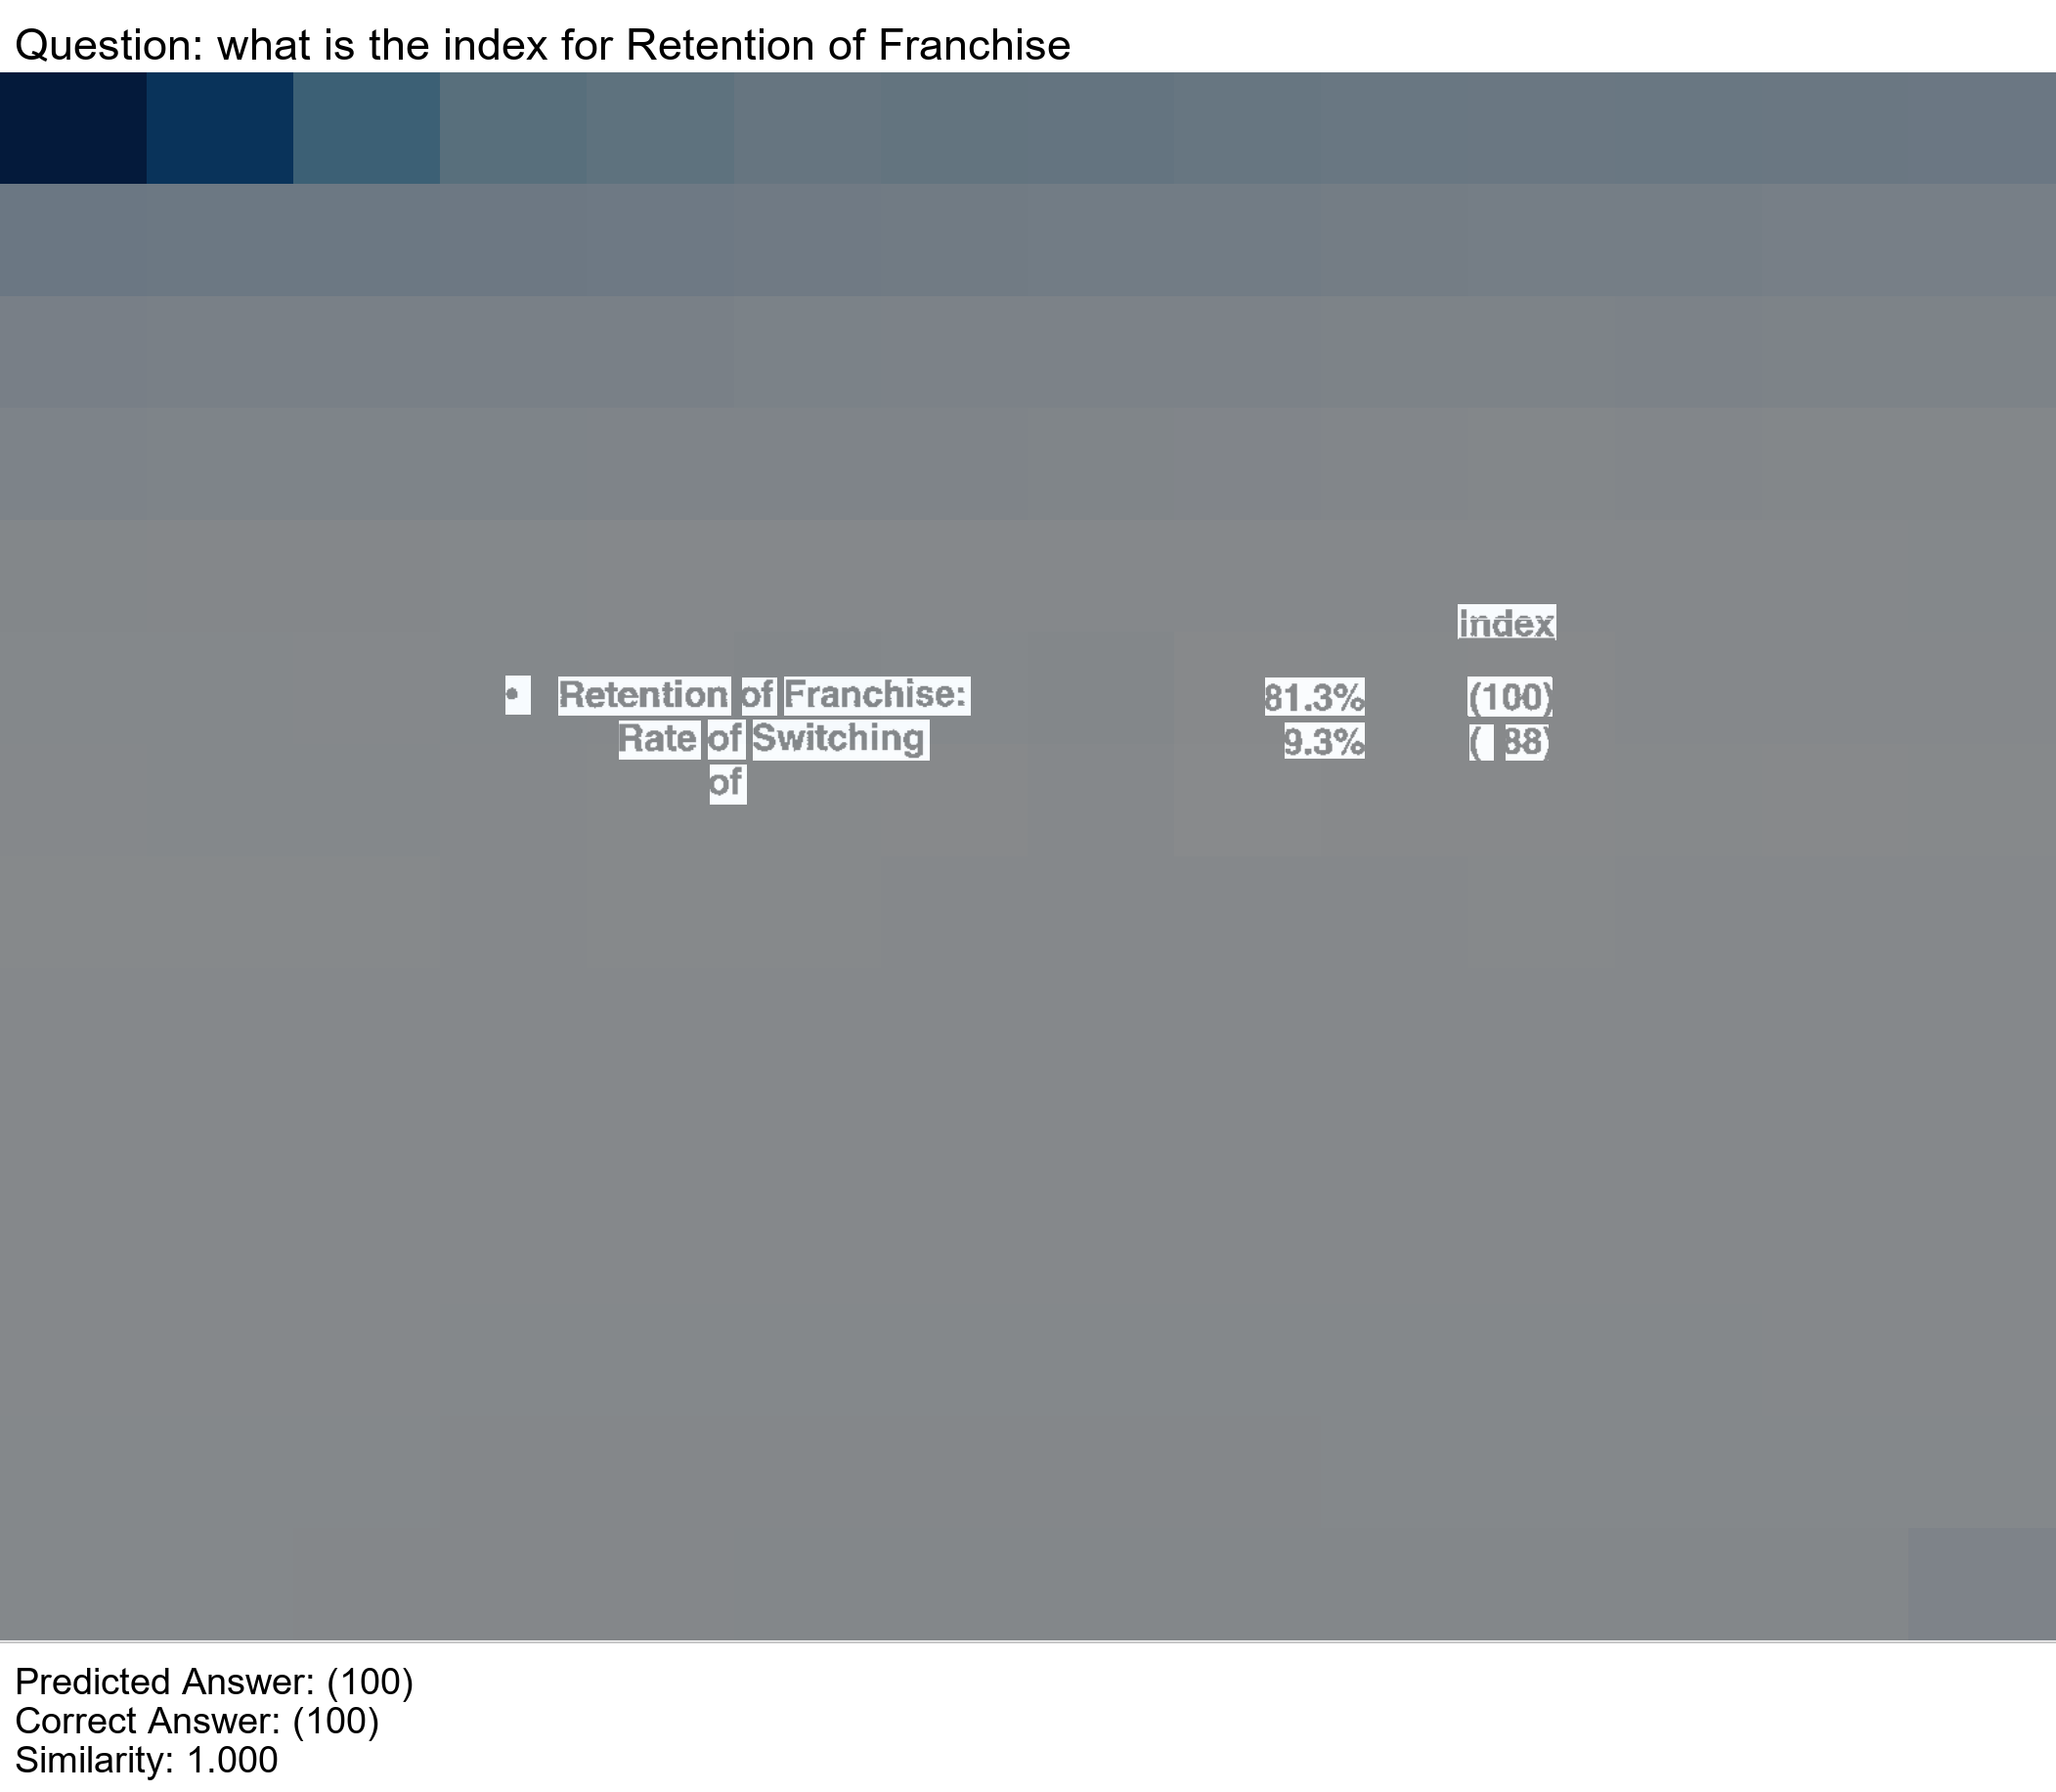 Question: what is the index for Retention of Franchise
index
• Retention of Franchise: 81.3% (100)
Rate of Switching 9.3% ( 88)
of
Predicted Answer: (100)
Correct Answer: (100)
Similarity: 1.000